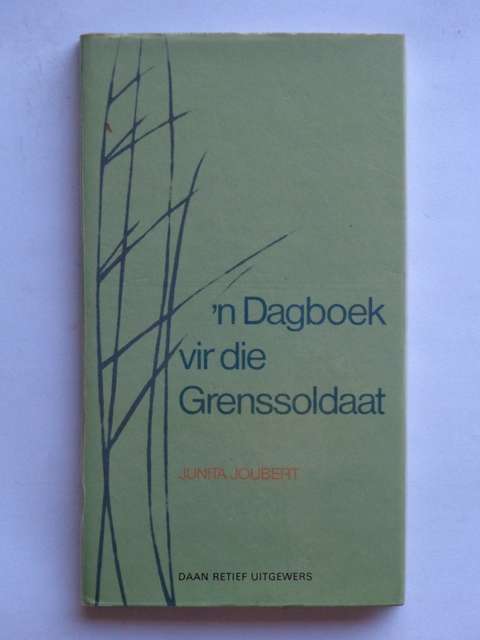 'n Dagboek
vir die
Grenssoldaat
JUNITA JOUBERT
DAAN RETIEF UITGEWERS